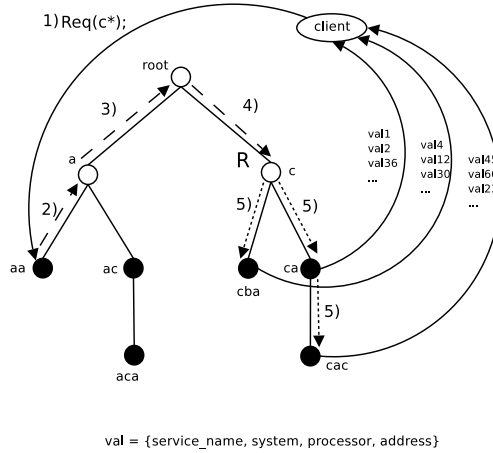 1) Req(c*);
client
root
3)
4)
val1
val2
val36
...
val4
val12
val30
...
val45
...
a
R
c
2)
5)
5)
aa
ac
cba
ca
5)
aca
cac
val = {service_name, system, processor, address}